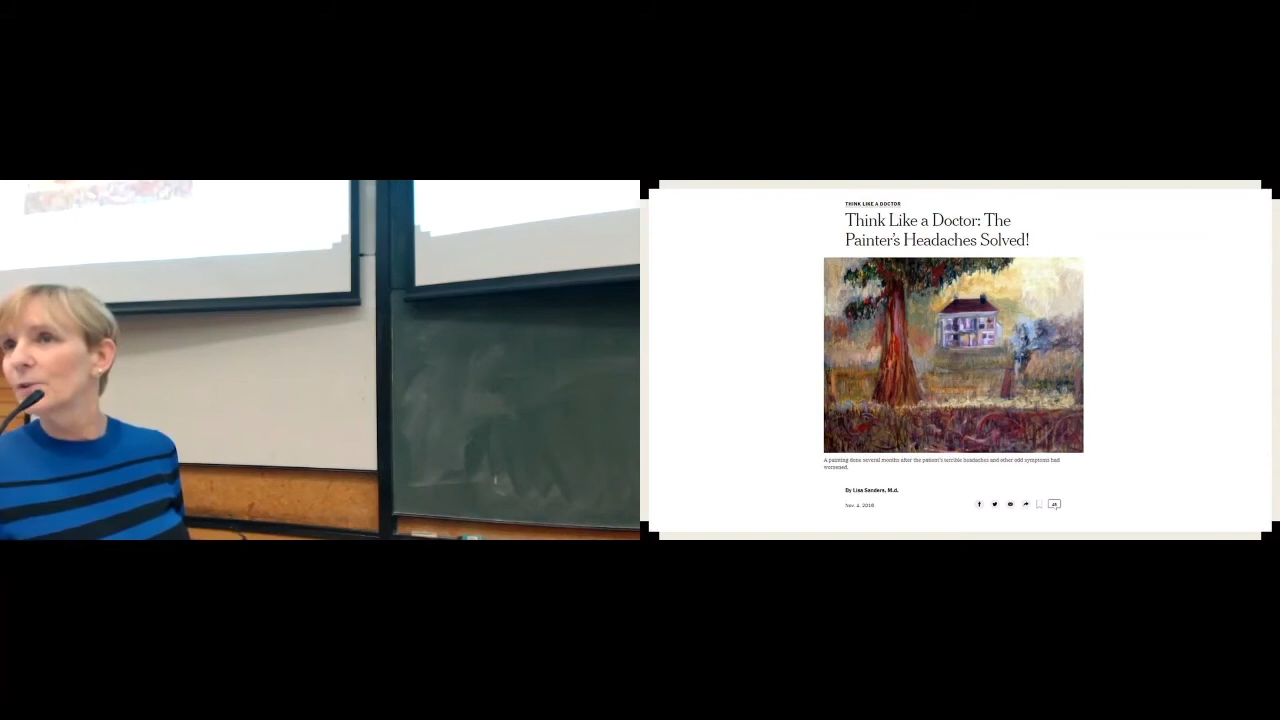 THINK LIKE A DOCTOR
Think Like a Doctor: The
Painter's Headaches Solved!
A painting done several months after the patient's terrible headaches and other odd symptoms had
worsened.
By Lisa Sanders, M.d.
Nov. 4, 2016